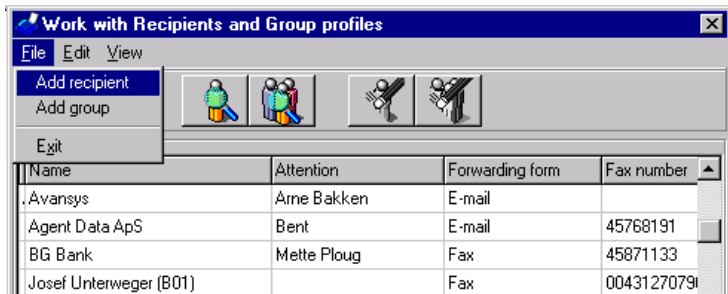 Work with Recipients and Group profiles
File Edit View
Add recipient
Add group
Exit
Name Attention Forwarding form Fax number
Avansys Arne Bakken E-mail
Agent Data ApS Bent E-mail 45768191
BG Bank Mette Ploug Fax 45871133
Josef Unterweger (B01) Fax